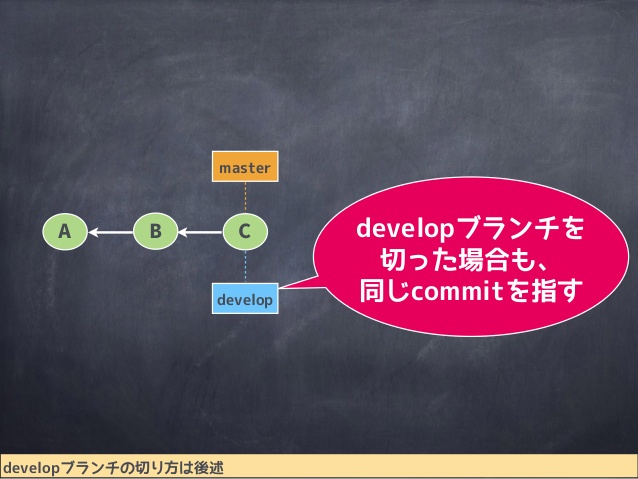 master
A
B
C
develop
developブランチを
切った場合も、
同じcommitを指す
developブランチの切り方は後述